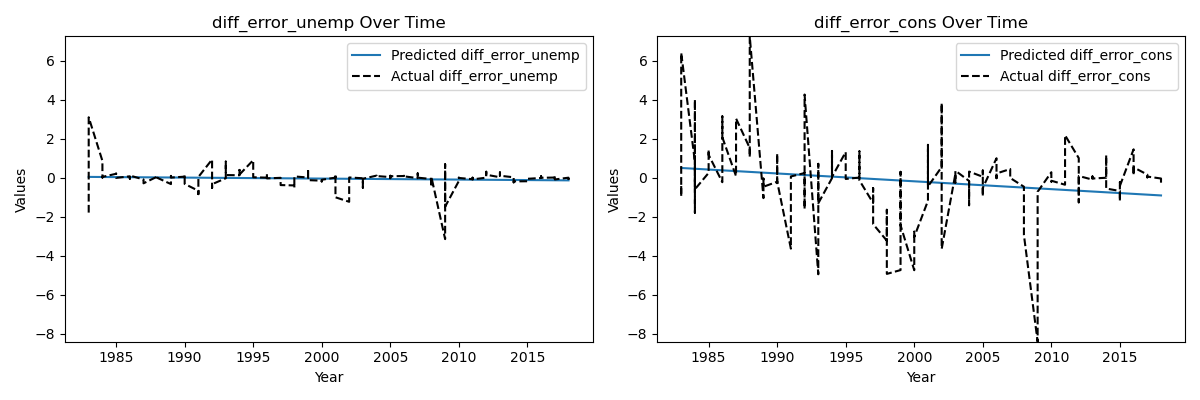 diff_error_unemp Over Time
Predicted diff_error_unemp
Actual diff_error_unemp
Values
6
4
2
0
−2
−4
−6
−8
1985 1990 1995 2000 2005 2010 2015
Year
diff_error_cons Over Time
Predicted diff_error_cons
Actual diff_error_cons
Values
6
4
2
0
−2
−4
−6
−8
1985 1990 1995 2000 2005 2010 2015
Year